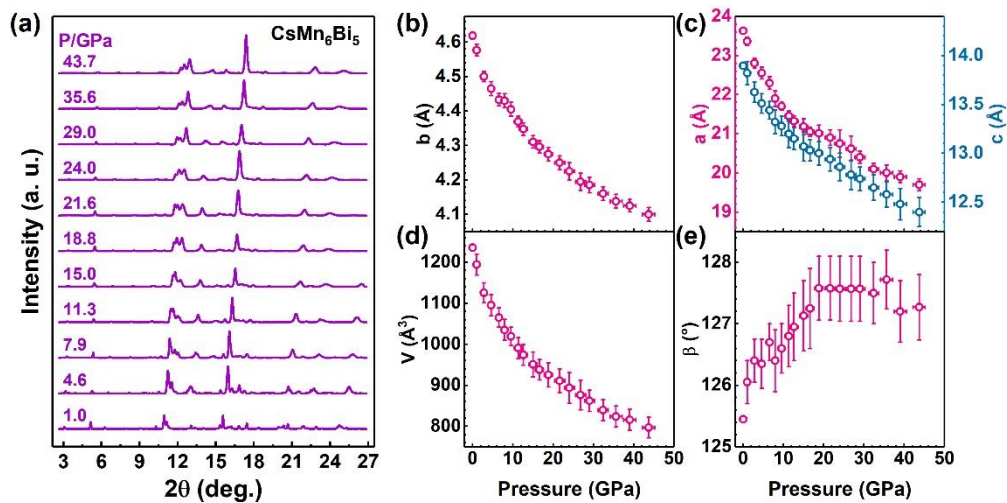 (a)
P/GPa
CsMn₆Bi₅
43.7
35.6
29.0
24.0
21.6
18.8
15.0
11.3
7.9
4.6
1.0
Intensity (a. u.)
3 6 9 12 15 18 21 24 27
2θ (deg.)
(b)
4.6
4.5
4.4
4.3
4.2
4.1
b (Å)
(c)
24
23
22
21
20
19
a (Å)
14.0
13.5
13.0
12.5
c (Å)
(d)
1200
1100
1000
900
800
V (Å³)
0 10 20 30 40 50
Pressure (GPa)
(e)
128
127
126
125
β (°)
0 10 20 30 40 50
Pressure (GPa)